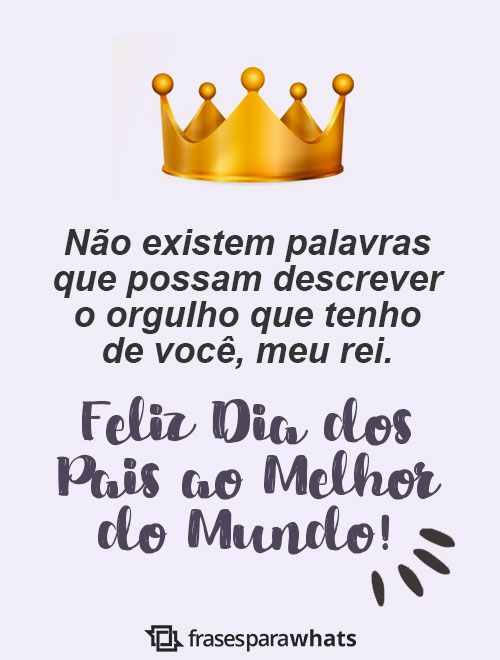 Não existem palavras
que possam descrever
o orgulho que tenho
de você, meu rei.
Feliz Dia dos
Pais ao Melhor
do Mundo!
frasesparawhats